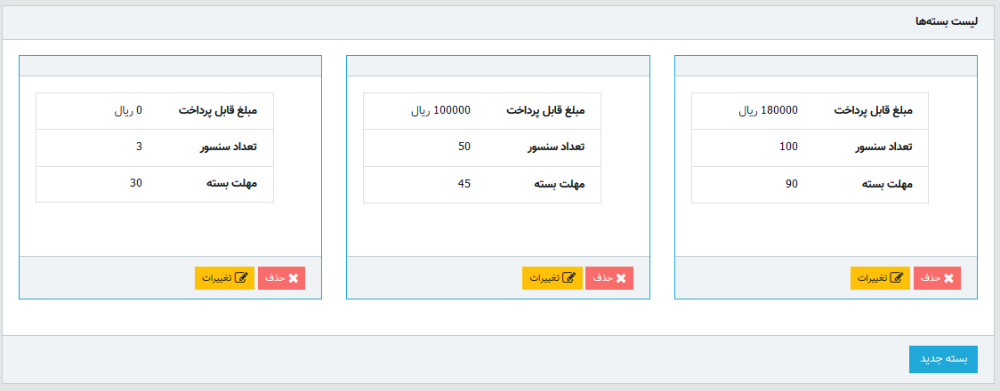 لیست بسته‌ها
مبلغ قابل پرداخت 180000 ریال
تعداد سنسور 100
مهلت بسته 90
حذف تغییرات
مبلغ قابل پرداخت 100000 ریال
تعداد سنسور 50
مهلت بسته 45
حذف تغییرات
مبلغ قابل پرداخت 0 ریال
تعداد سنسور 3
مهلت بسته 30
حذف تغییرات
بسته جدید